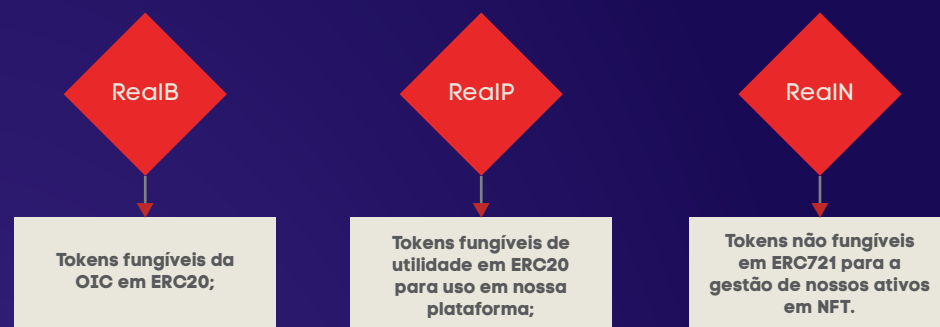 RealB
RealP
RealN
Tokens fungíveis da
OIC em ERC20;
Tokens fungíveis de
utilidade em ERC20
para uso em nossa
plataforma;
Tokens não fungíveis
em ERC721 para a
gestão de nossos ativos
em NFT.